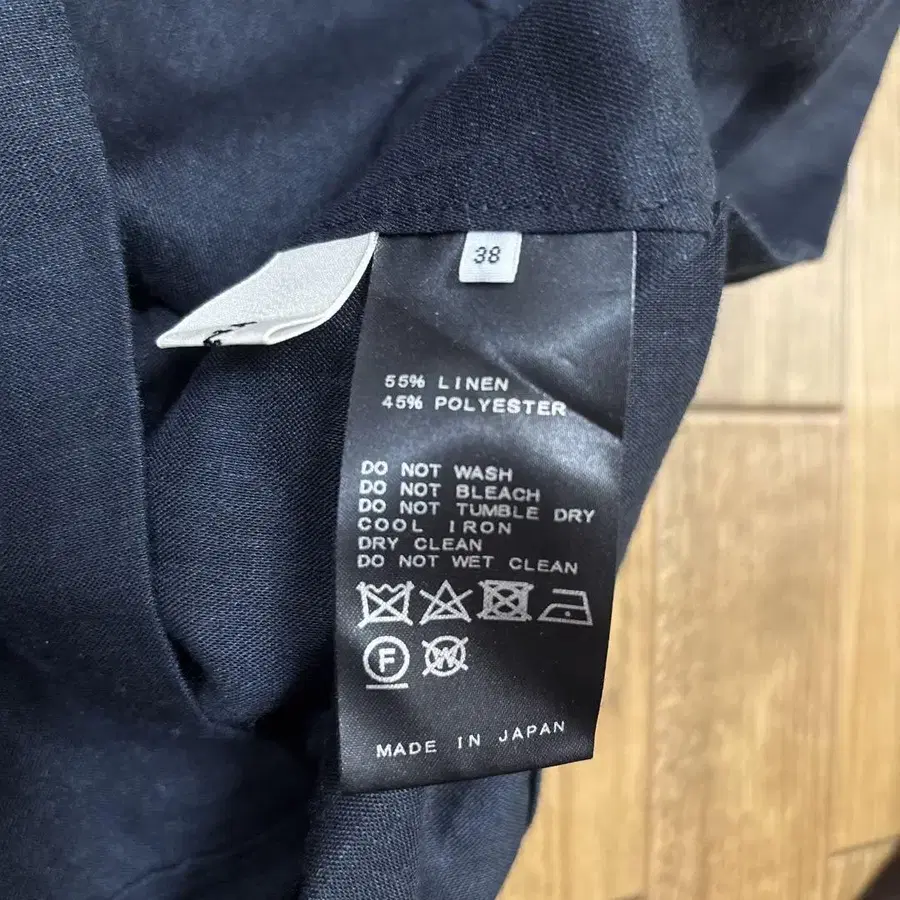 38
55% LINEN
45% POLYESTER
DO NOT WASH
DO NOT BLEACH
DO NOT TUMBLE DRY
COOL IRON
DRY CLEAN
DO NOT WET CLEAN
F W
MADE IN JAPAN